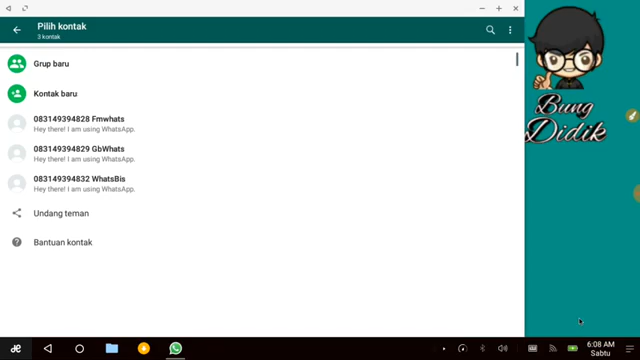 Pilih kontak
3 kontak
Grup baru
Kontak baru
083149394828 Fmwhats
Hey there! I am using WhatsApp.
083149394829 GbWhats
Hey there! I am using WhatsApp.
083149394832 WhatsBis
Hey there! I am using WhatsApp.
Undang teman
Bantuan kontak
Bung
Didik
6:08 AM
Sabtu